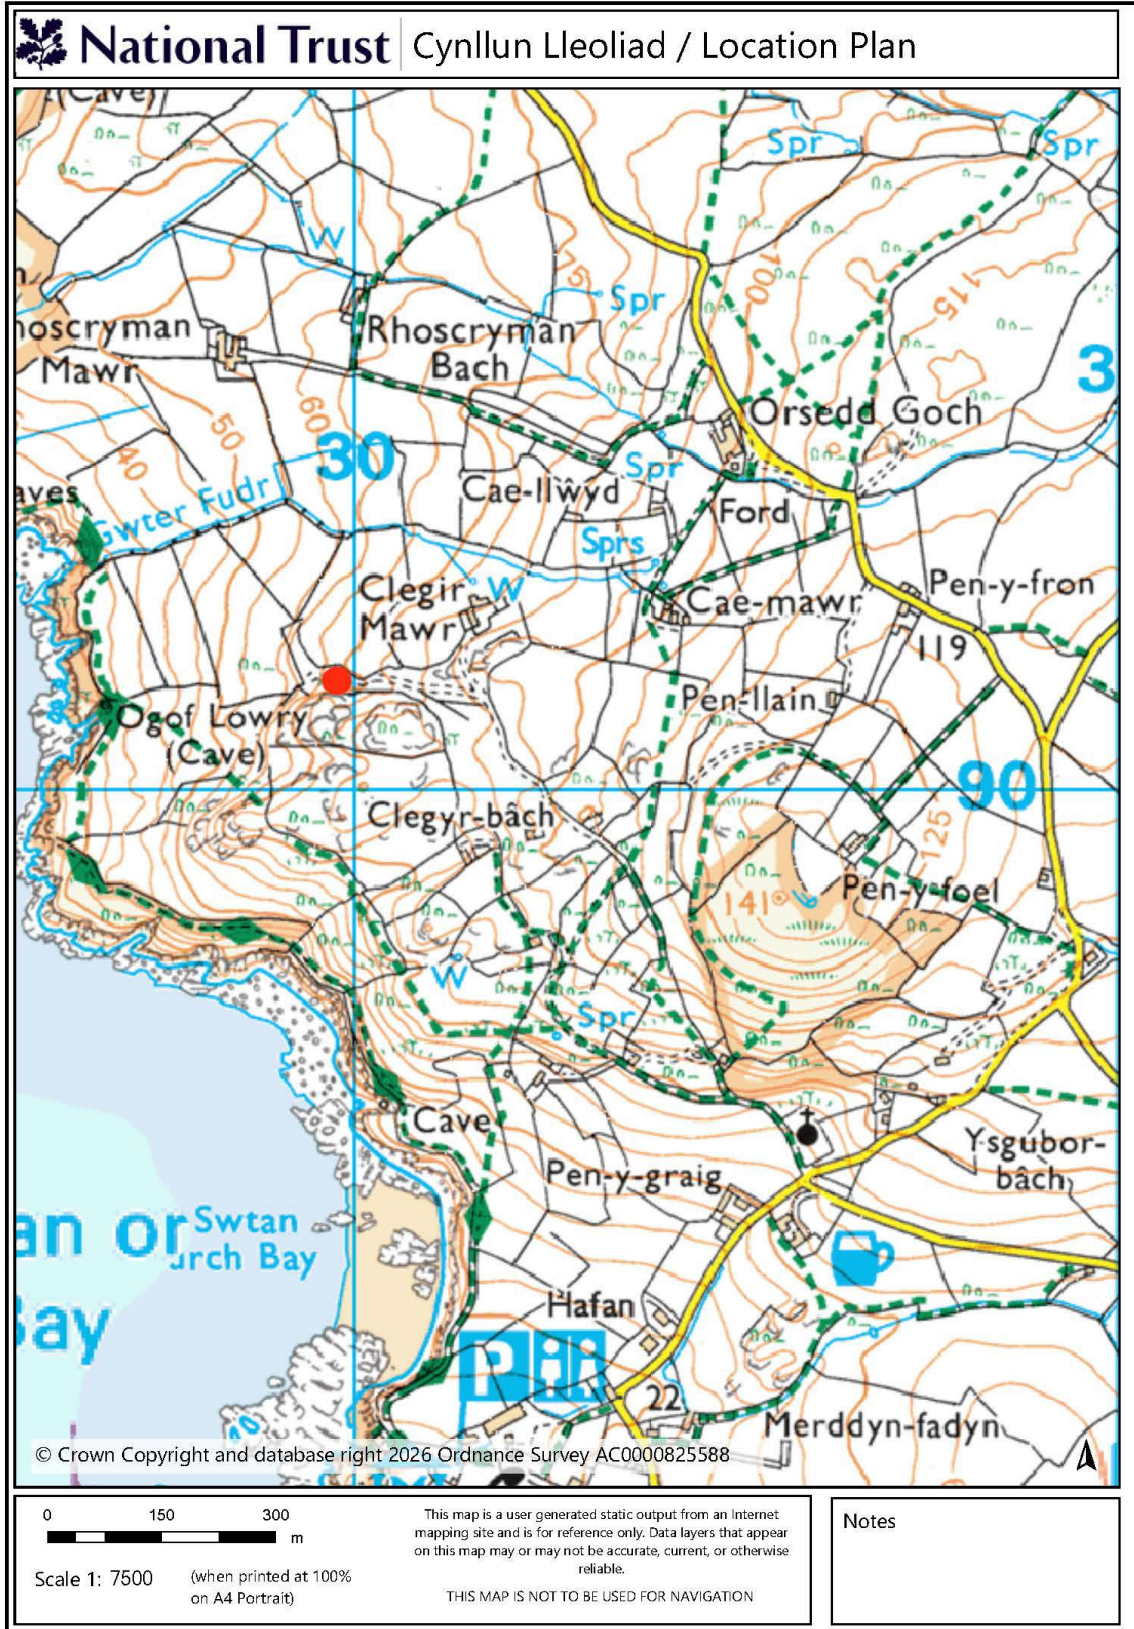 National Trust Cynllun Lleoliad / Location Plan
(Cave)
Spr
Spr
W
75
100
115
Spr
hoscryman
Mawr
Rhoscryman
Bach
3
50
60
40
30
Orsedd Goch
Spr
aves
Gwter Fudr
Cae-llŵyd
Ford
Sprs
Clegir
Mawr
W
Cae-mawr
Pen-y-fron
119
Pen-llain
Ogof Lowry
(Cave)
90
Clegyr-bâch
125
141
Pen-y-foel
W
Spr
Cave
Ysgubor-
bâch
Pen-y-graig
an or
Swtan
urch Bay
Bay
Hafan
P
22
Merddyn-fadyn
© Crown Copyright and database right 2026 Ordnance Survey AC0000825588
0 150 300
m
Scale 1: 7500
(when printed at 100%
on A4 Portrait)
This map is a user generated static output from an Internet
mapping site and is for reference only. Data layers that appear
on this map may or may not be accurate, current, or otherwise
reliable.
THIS MAP IS NOT TO BE USED FOR NAVIGATION
Notes